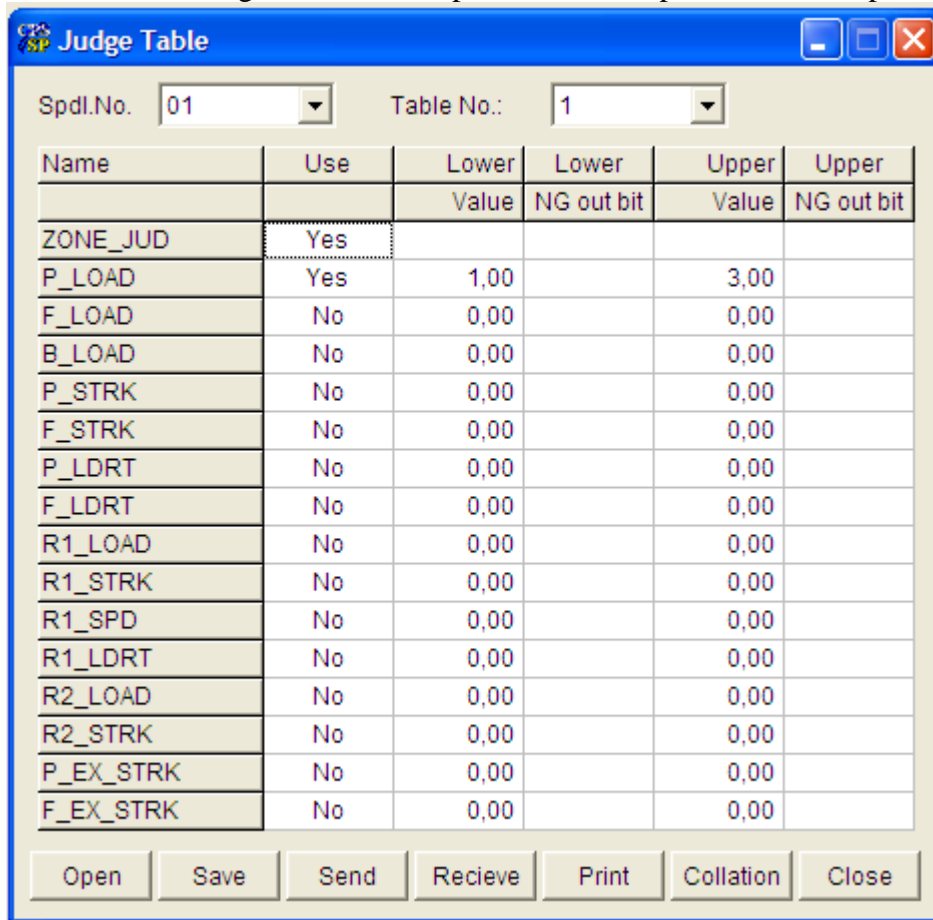 Judge Table
Spdl.No. 01 Table No.: 1
Name Use Lower Lower Upper Upper
Value NG out bit Value NG out bit
ZONE_JUD Yes
P_LOAD Yes 1,00 3,00
F_LOAD No 0,00 0,00
B_LOAD No 0,00 0,00
P_STRK No 0,00 0,00
F_STRK No 0,00 0,00
P_LDRT No 0,00 0,00
F_LDRT No 0,00 0,00
R1_LOAD No 0,00 0,00
R1_STRK No 0,00 0,00
R1_SPD No 0,00 0,00
R1_LDRT No 0,00 0,00
R2_LOAD No 0,00 0,00
R2_STRK No 0,00 0,00
P_EX_STRK No 0,00 0,00
F_EX_STRK No 0,00 0,00
Open Save Send Recieve Print Collation Close